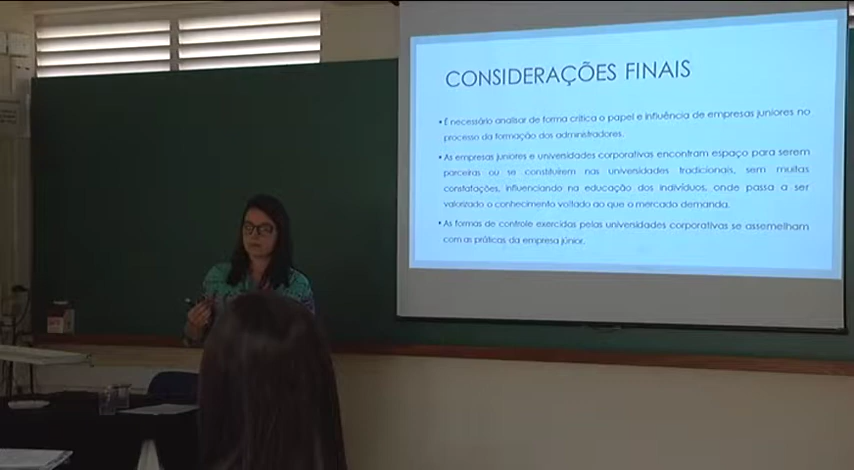 CONSIDERAÇÕES FINAIS
• É necessário analisar de forma crítica o papel e influência de empresas juniores no
processo da formação dos administradores.
• As empresas juniores e universidades corporativas encontram espaço para serem
parceiras ou se constituírem nas universidades tradicionais, sem muitas
constatações, influenciando na educação dos indivíduos, onde passa a ser
valorizado o conhecimento voltado ao que o mercado demanda.
• As formas de controle exercidas pelas universidades corporativas se assemelham
com as práticas da empresa júnior.